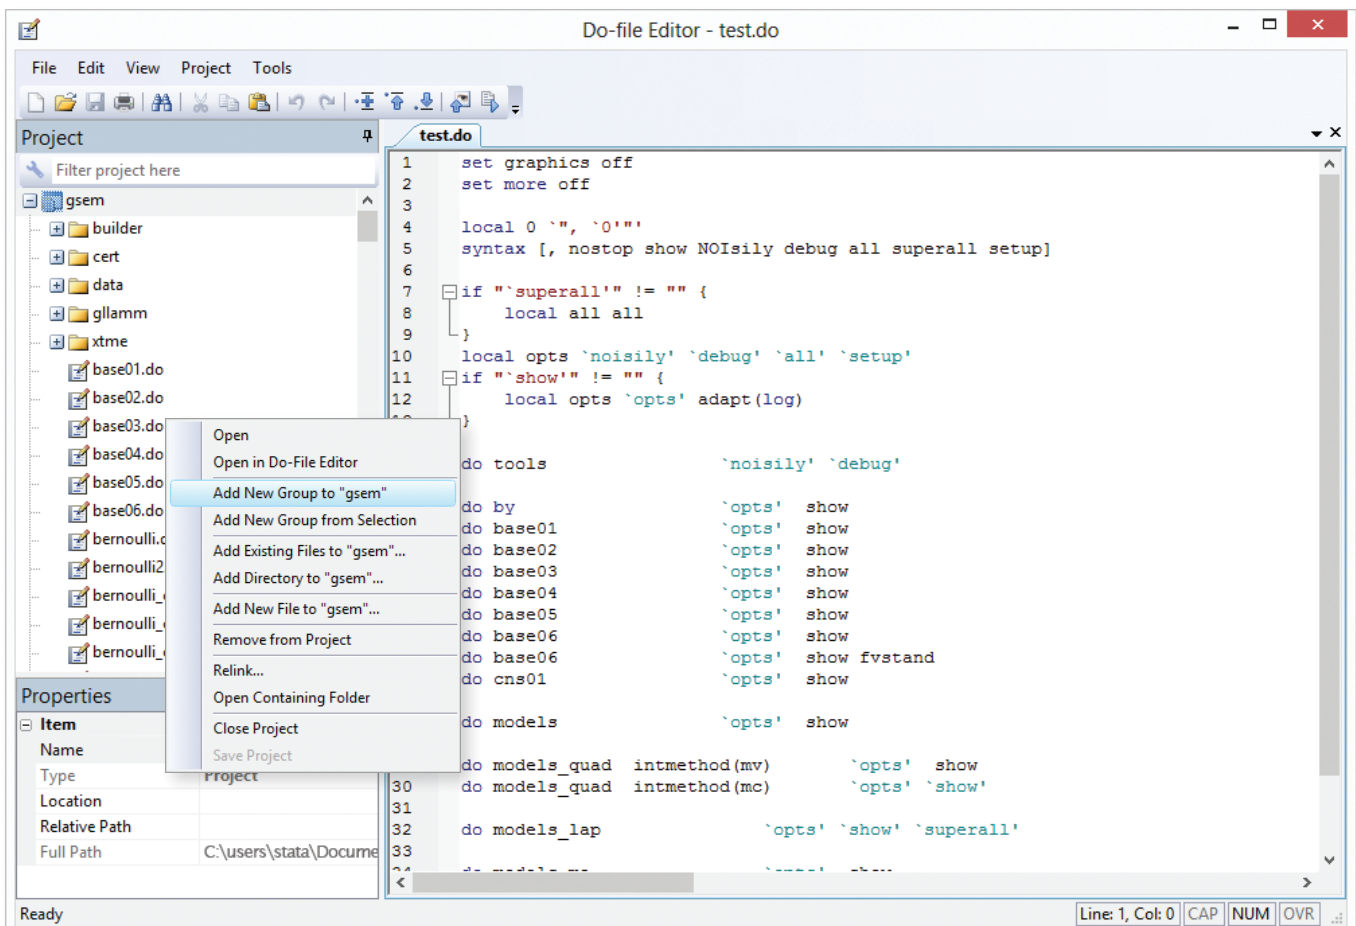 Do-file Editor - test.do
File Edit View Project Tools
Project
test.do
Filter project here
gsem
builder
cert
data
gllamm
xtme
base01.do
base02.do
base03.do
base04.do
base05.do
base06.do
bernoulli.
bernoulli2
bernoulli_
bernoulli_
bernoulli_
Open
Open in Do-File Editor
Add New Group to "gsem"
Add New Group from Selection
Add Existing Files to "gsem"...
Add Directory to "gsem"...
Add New File to "gsem"...
Remove from Project
Relink...
Open Containing Folder
Close Project
Save Project
Properties
Item
Name
Type Project
Location
Relative Path
Full Path C:\users\stata\Docume
1 set graphics off
2 set more off
3
4 local 0 `", `0'"'
5 syntax [, nostop show NOIsily debug all superall setup]
6
7 if "`superall'" != "" {
8 local all all
9 }
10 local opts `noisily' `debug' `all' `setup'
11 if "`show'" != "" {
12 local opts `opts' adapt(log)
}
do tools `noisily' `debug'
do by `opts' show
do base01 `opts' show
do base02 `opts' show
do base03 `opts' show
do base04 `opts' show
do base05 `opts' show
do base06 `opts' show
do base06 `opts' show fvstand
do cns01 `opts' show
do models `opts' show
do models_quad intmethod(mv) `opts' show
30 do models_quad intmethod(mc) `opts' `show'
31
32 do models_lap `opts' `show' `superall'
33
Ready
Line: 1, Col: 0 CAP NUM OVR